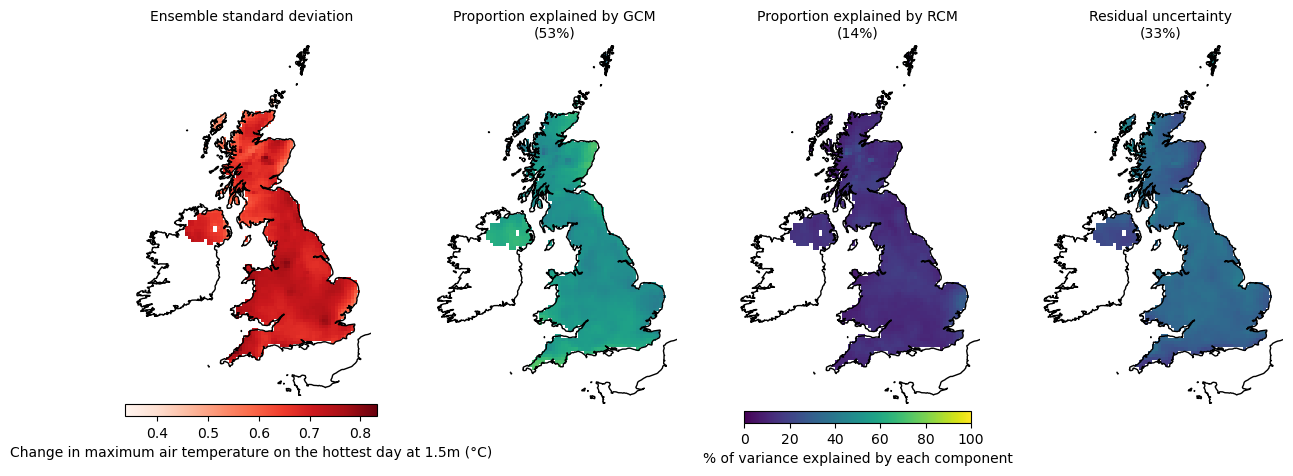 Ensemble standard deviation
Proportion explained by GCM
(53%)
Proportion explained by RCM
(14%)
Residual uncertainty
(33%)
0.4 0.5 0.6 0.7 0.8
Change in maximum air temperature on the hottest day at 1.5m (°C)
0 20 40 60 80 100
% of variance explained by each component